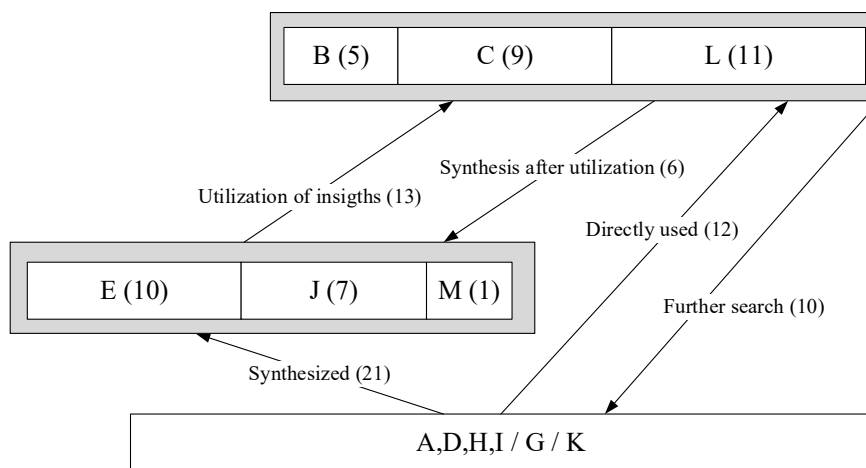 B (5) C (9) L (11)
Synthesis after utilization (6)
Utilization of insigths (13)
Directly used (12)
E (10) J (7) M (1)
Further search (10)
Synthesized (21)
A,D,H,I / G / K